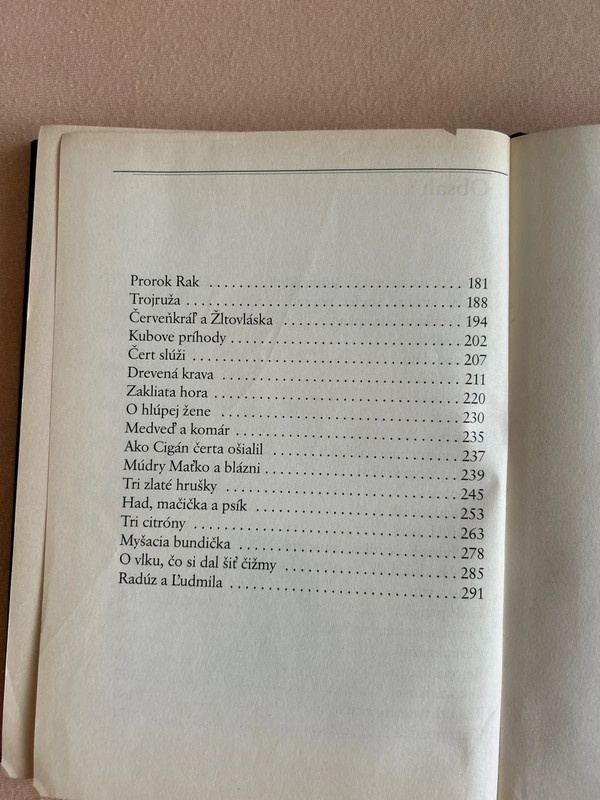 Prorok Rak . . . . . . . . . . . . . . . . . . . . . . . . . . . . . . . . . . 181
Trojruža . . . . . . . . . . . . . . . . . . . . . . . . . . . . . . . . . . . . . 188
Červeňkráľ a Žltovláska . . . . . . . . . . . . . . . . . . . . . . . . 194
Kubove príhody . . . . . . . . . . . . . . . . . . . . . . . . . . . . . . . 202
Čert slúži . . . . . . . . . . . . . . . . . . . . . . . . . . . . . . . . . . . . 207
Drevená krava . . . . . . . . . . . . . . . . . . . . . . . . . . . . . . . . 211
Zakliata hora . . . . . . . . . . . . . . . . . . . . . . . . . . . . . . . . . 220
O hlúpej žene . . . . . . . . . . . . . . . . . . . . . . . . . . . . . . . . 230
Medveď a komár . . . . . . . . . . . . . . . . . . . . . . . . . . . . . . 235
Ako Cigán čerta ošialil . . . . . . . . . . . . . . . . . . . . . . . . . 237
Múdry Maťko a blázni . . . . . . . . . . . . . . . . . . . . . . . . . . 239
Tri zlaté hrušky . . . . . . . . . . . . . . . . . . . . . . . . . . . . . . . 245
Had, mačička a psík . . . . . . . . . . . . . . . . . . . . . . . . . . . 253
Tri citróny . . . . . . . . . . . . . . . . . . . . . . . . . . . . . . . . . . . 263
Myšacia bundička . . . . . . . . . . . . . . . . . . . . . . . . . . . . . 278
O vlku, čo si dal šiť čižmy . . . . . . . . . . . . . . . . . . . . . . . 285
Radúz a Ľudmila . . . . . . . . . . . . . . . . . . . . . . . . . . . . . . 291